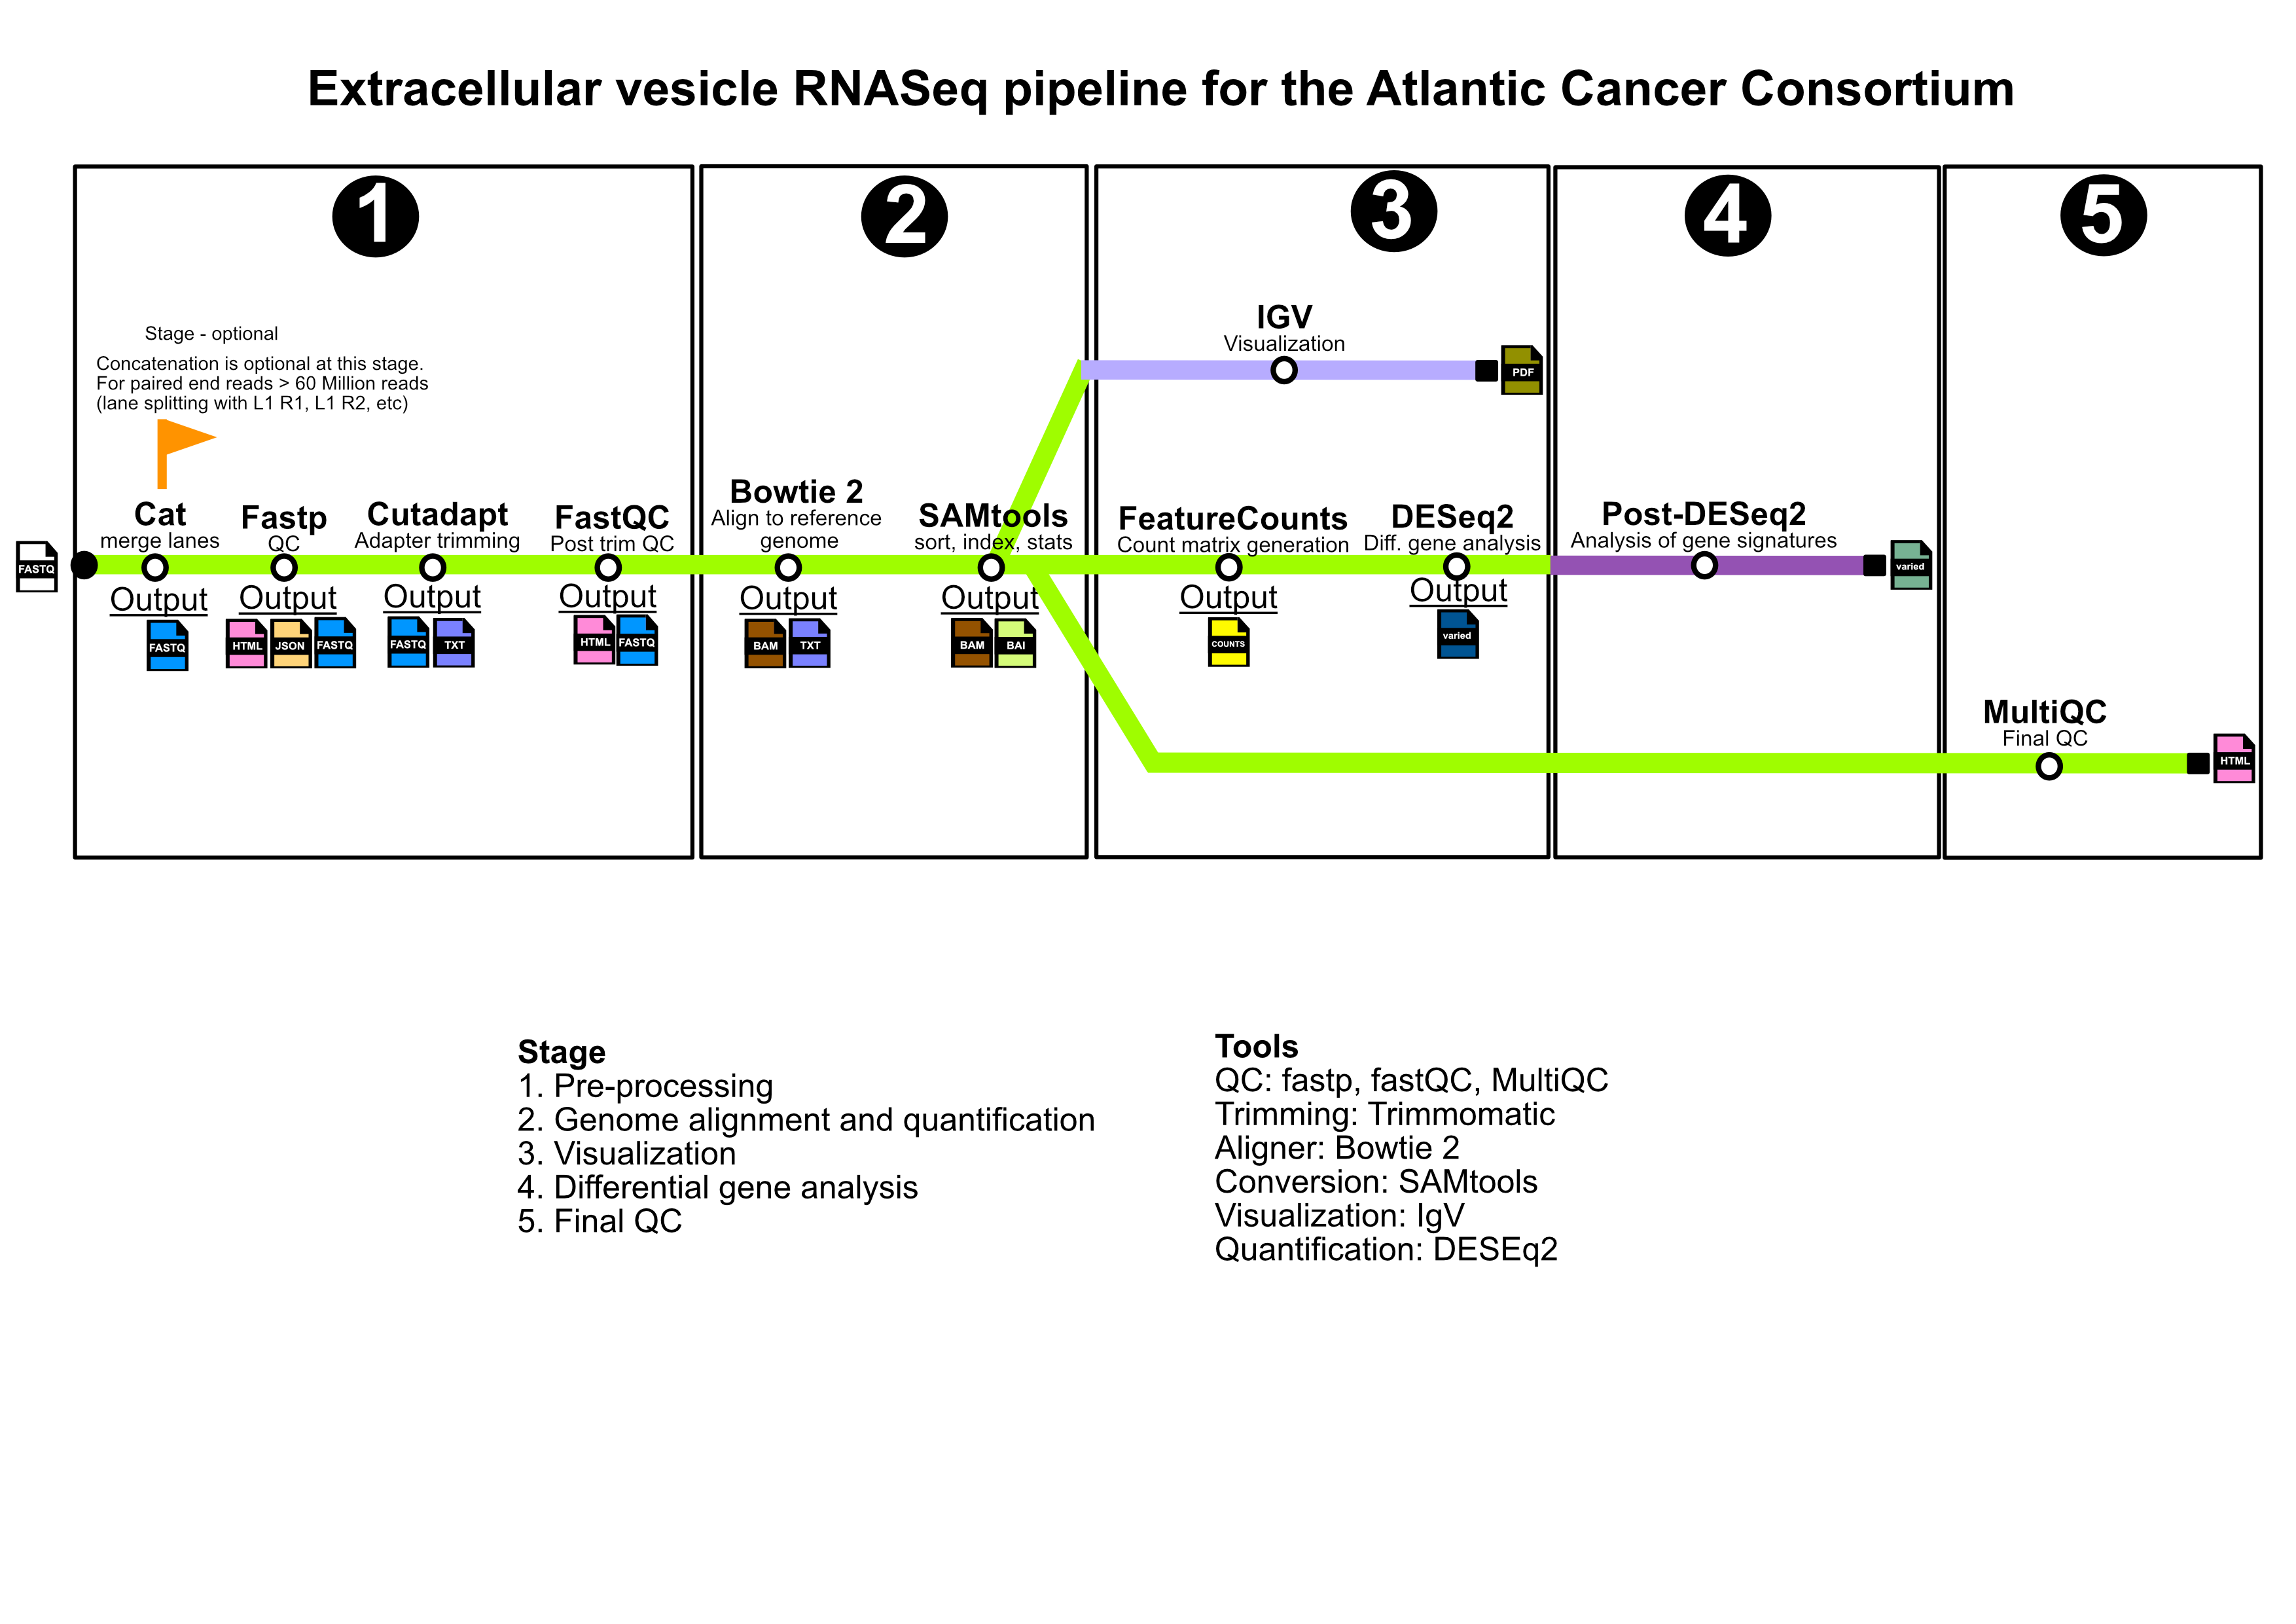 Extracellular vesicle RNASeq pipeline for the Atlantic Cancer Consortium
1
2
3
4
5
Stage - optional
Concatenation is optional at this stage.
For paired end reads > 60 Million reads
(lane splitting with L1 R1, L1 R2, etc)
IGV
Visualization
PDF
FASTQ
Cat
merge lanes
Output
FASTQ
Fastp
QC
Output
HTML JSON FASTQ
Cutadapt
Adapter trimming
Output
FASTQ TXT
FastQC
Post trim QC
Output
HTML FASTQ
Bowtie 2
Align to reference
genome
Output
BAM TXT
SAMtools
sort, index, stats
Output
BAM BAI
FeatureCounts
Count matrix generation
Output
COUNTS
DESeq2
Diff. gene analysis
Output
varied
Post-DESeq2
Analysis of gene signatures
varied
MultiQC
Final QC
HTML
Stage
1. Pre-processing
2. Genome alignment and quantification
3. Visualization
4. Differential gene analysis
5. Final QC
Tools
QC: fastp, fastQC, MultiQC
Trimming: Trimmomatic
Aligner: Bowtie 2
Conversion: SAMtools
Visualization: IgV
Quantification: DESEq2